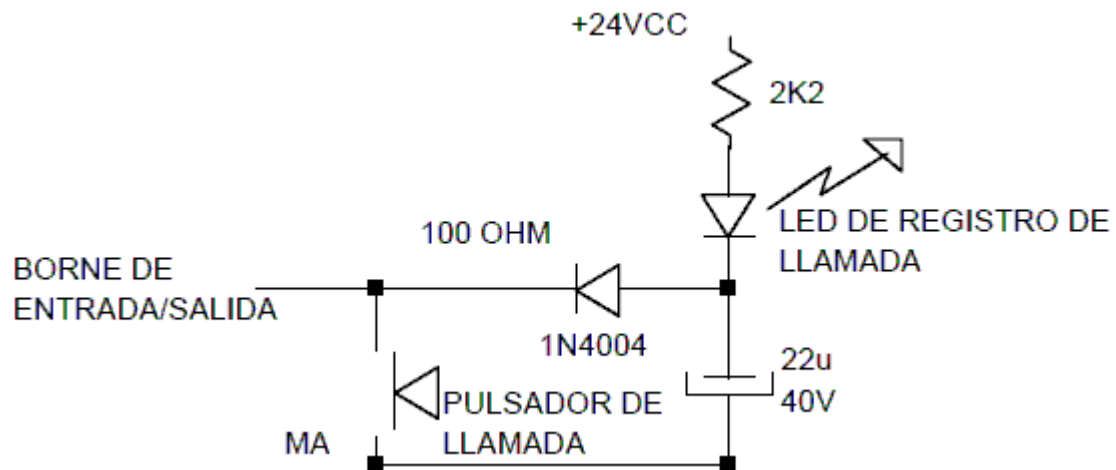 +24VCC
2K2
LED DE REGISTRO DE
LLAMADA
100 OHM
BORNE DE
ENTRADA/SALIDA
1N4004
22u
40V
PULSADOR DE
LLAMADA
MA